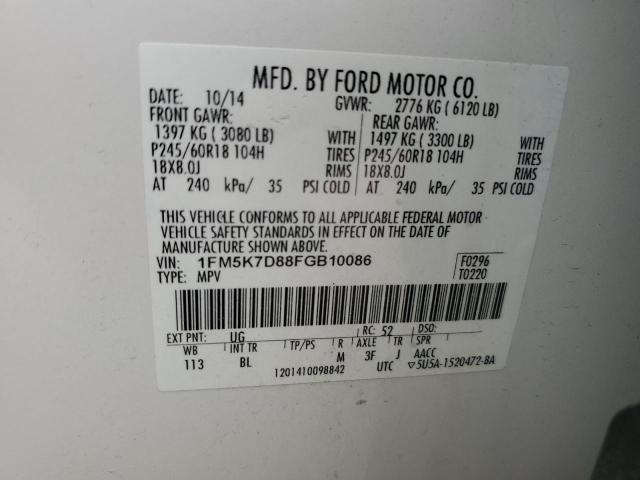 MFD. BY FORD MOTOR CO.
DATE: 10/14 GVWR: 2776 KG ( 6120 LB)
FRONT GAWR: REAR GAWR:
1397 KG ( 3080 LB) 1497 KG ( 3300 LB)
P245/60R18 104H TIRES P245/60R18 104H TIRES
18X8.0J RIMS 18X8.0J RIMS
AT 240 kPa/ 35 PSI COLD AT 240 kPa/ 35 PSI COLD
THIS VEHICLE CONFORMS TO ALL APPLICABLE FEDERAL MOTOR
VEHICLE SAFETY STANDARDS IN EFFECT ON THE DATE OF
MANUFACTURE SHOWN ABOVE.
VIN: 1FM5K7D88FGB10086 F0296
TYPE: MPV T0220
EXT PNT: UG RC: 52 DSO:
WB INT TR TP/PS R AXLE TR SPR
113 BL M 3F J AACC
1201410098842 UTC ▽5U5A-1520472-BA